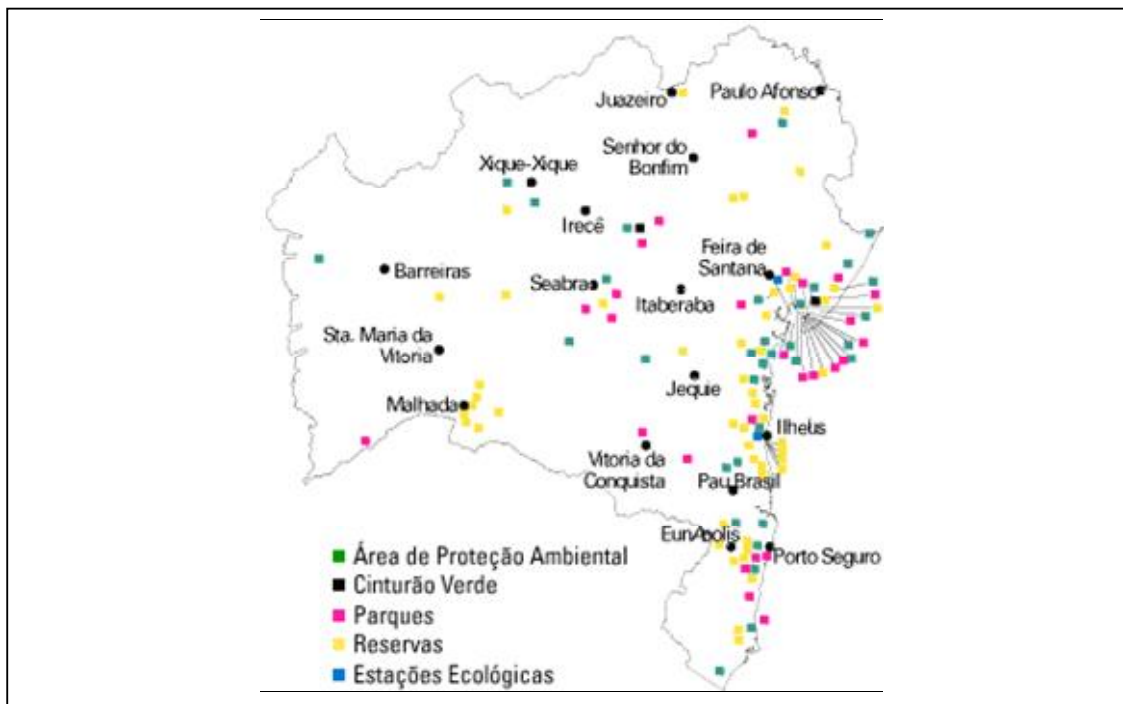 Juazeiro
Paulo Afonso
Senhor do
Bonfim
Xique-Xique
Irecê
Feira de
Santana
Barreiras
Seabra
Itaberaba
Sta. Maria da
Vitoria
Jequie
Malhada
Ilheus
Vitoria da
Conquista
Pau Brasil
Porto Seguro
Área de Proteção Ambiental
Cinturão Verde
Parques
Reservas
Estações Ecológicas